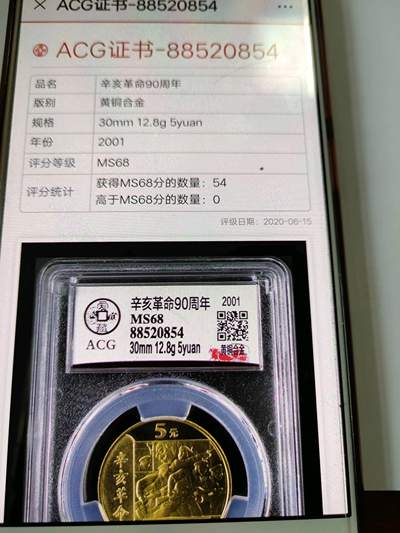 ACG证书-88520854
ACG证书-88520854
品名 辛亥革命90周年
版别 黄铜合金
规格 30mm 12.8g 5yuan
年份 2001
评分等级 MS68
评分统计 获得MS68分的数量：54
高于MS68分的数量：0
评级日期：2020-06-15
辛亥革命90周年 2001
MS68
88520854
ACG 30mm 12.8g 5yuan 黄铜合金
5元
辛亥革命